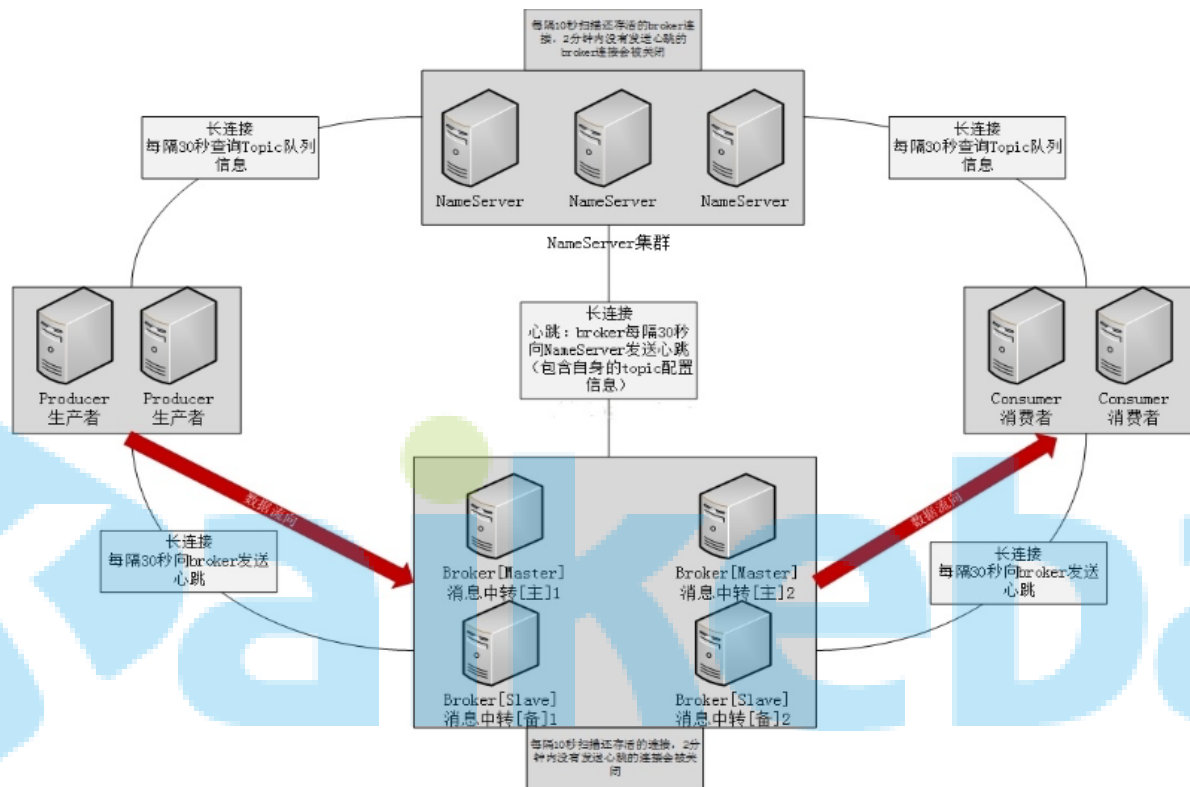 每隔10秒扫描还存活的broker连
接，2分钟内没有发送心跳的
broker连接会被关闭
NameServer
NameServer
NameServer
NameServer集群
长连接
每隔30秒查询Topic队列
信息
长连接
每隔30秒查询Topic队列
信息
长连接
心跳：broker每隔30秒
向NameServer发送心跳
（包含自身的topic配置
信息）
Producer
生产者
Producer
生产者
Consumer
消费者
Consumer
消费者
数据流向
数据流向
长连接
每隔30秒向broker发送
心跳
长连接
每隔30秒向broker发送
心跳
Broker[Master]
消息中转[主]1
Broker[Master]
消息中转[主]2
Broker[Slave]
消息中转[备]1
Broker[Slave]
消息中转[备]2
每隔10秒扫描还存活的连接，2分
钟内没有发送心跳的连接会被关
闭
aikeba